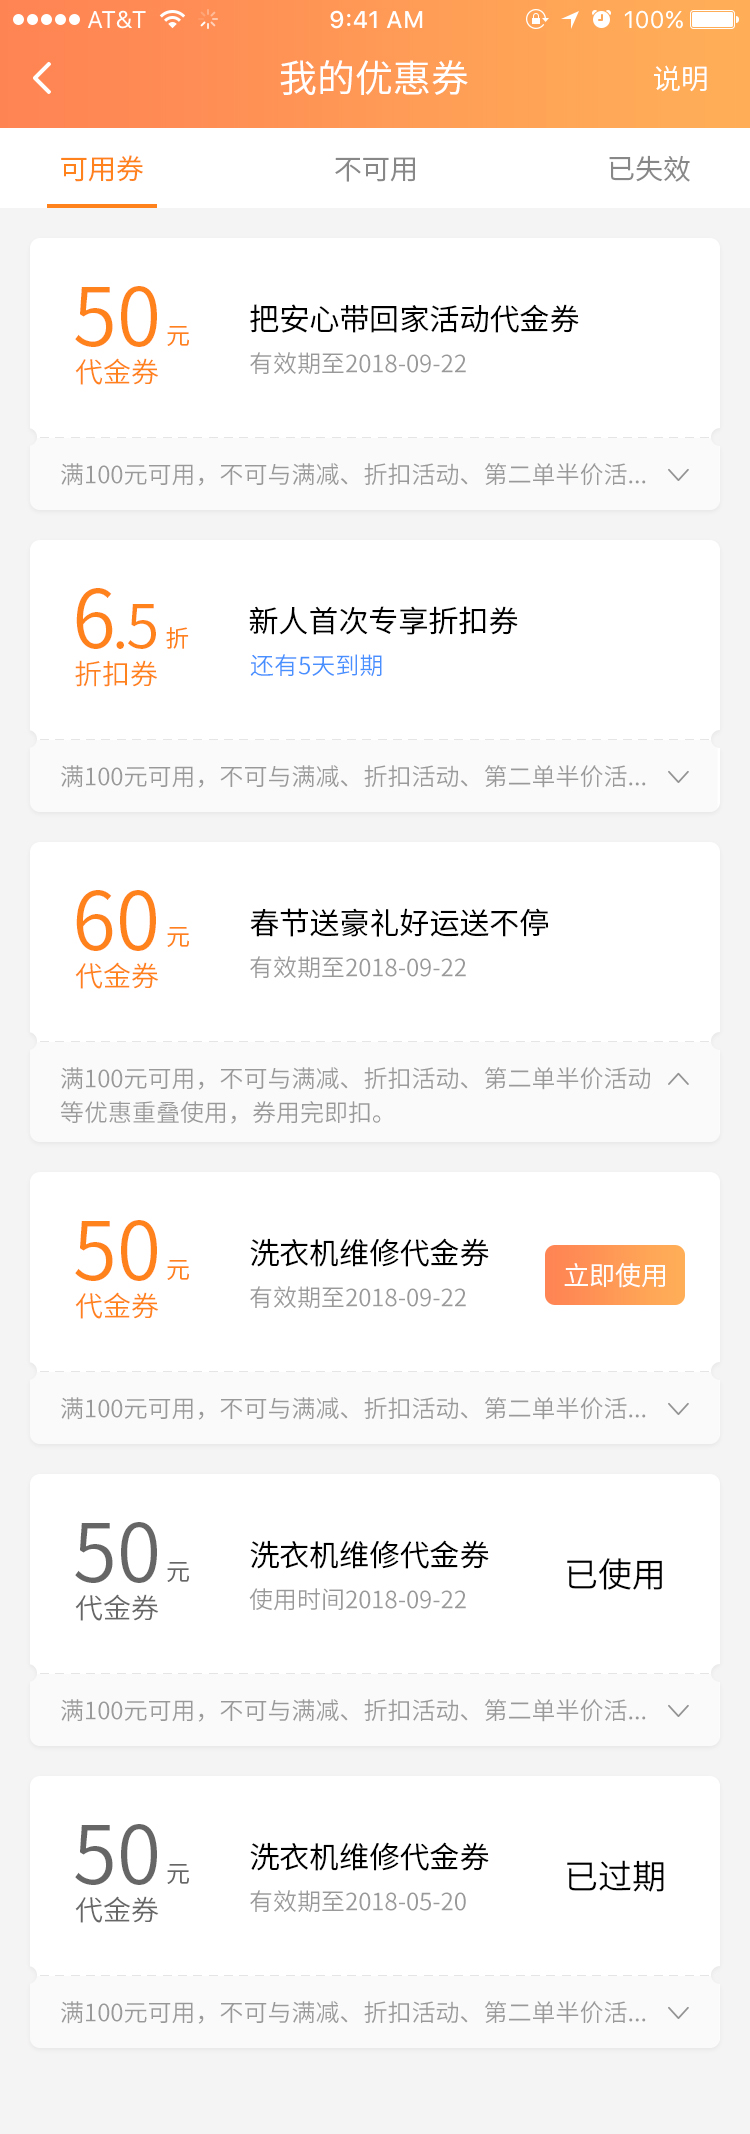 AT&T 9:41 AM 100%
我的优惠券 说明
可用券 不可用 已失效
50元
代金券
把安心带回家活动代金券
有效期至2018-09-22
满100元可用，不可与满减、折扣活动、第二单半价活...
6.5折
折扣券
新人首次专享折扣券
还有5天到期
满100元可用，不可与满减、折扣活动、第二单半价活...
60元
代金券
春节送豪礼好运送不停
有效期至2018-09-22
满100元可用，不可与满减、折扣活动、第二单半价活动
等优惠重叠使用，券用完即扣。
50元
代金券
洗衣机维修代金券
有效期至2018-09-22
立即使用
满100元可用，不可与满减、折扣活动、第二单半价活...
50元
代金券
洗衣机维修代金券
使用时间2018-09-22
已使用
满100元可用，不可与满减、折扣活动、第二单半价活...
50元
代金券
洗衣机维修代金券
有效期至2018-05-20
已过期
满100元可用，不可与满减、折扣活动、第二单半价活...